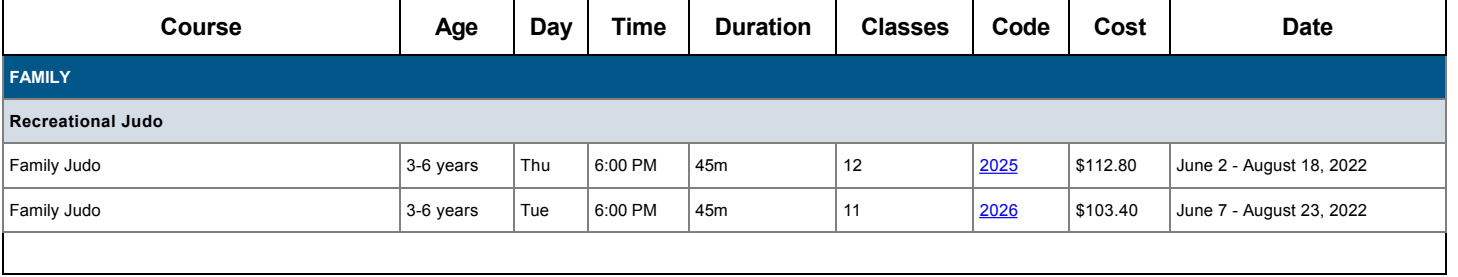 Course Age Day Time Duration Classes Code Cost Date
FAMILY
Recreational Judo
Family Judo 3-6 years Thu 6:00 PM 45m 12 2025 $112.80 June 2 - August 18, 2022
Family Judo 3-6 years Tue 6:00 PM 45m 11 2026 $103.40 June 7 - August 23, 2022